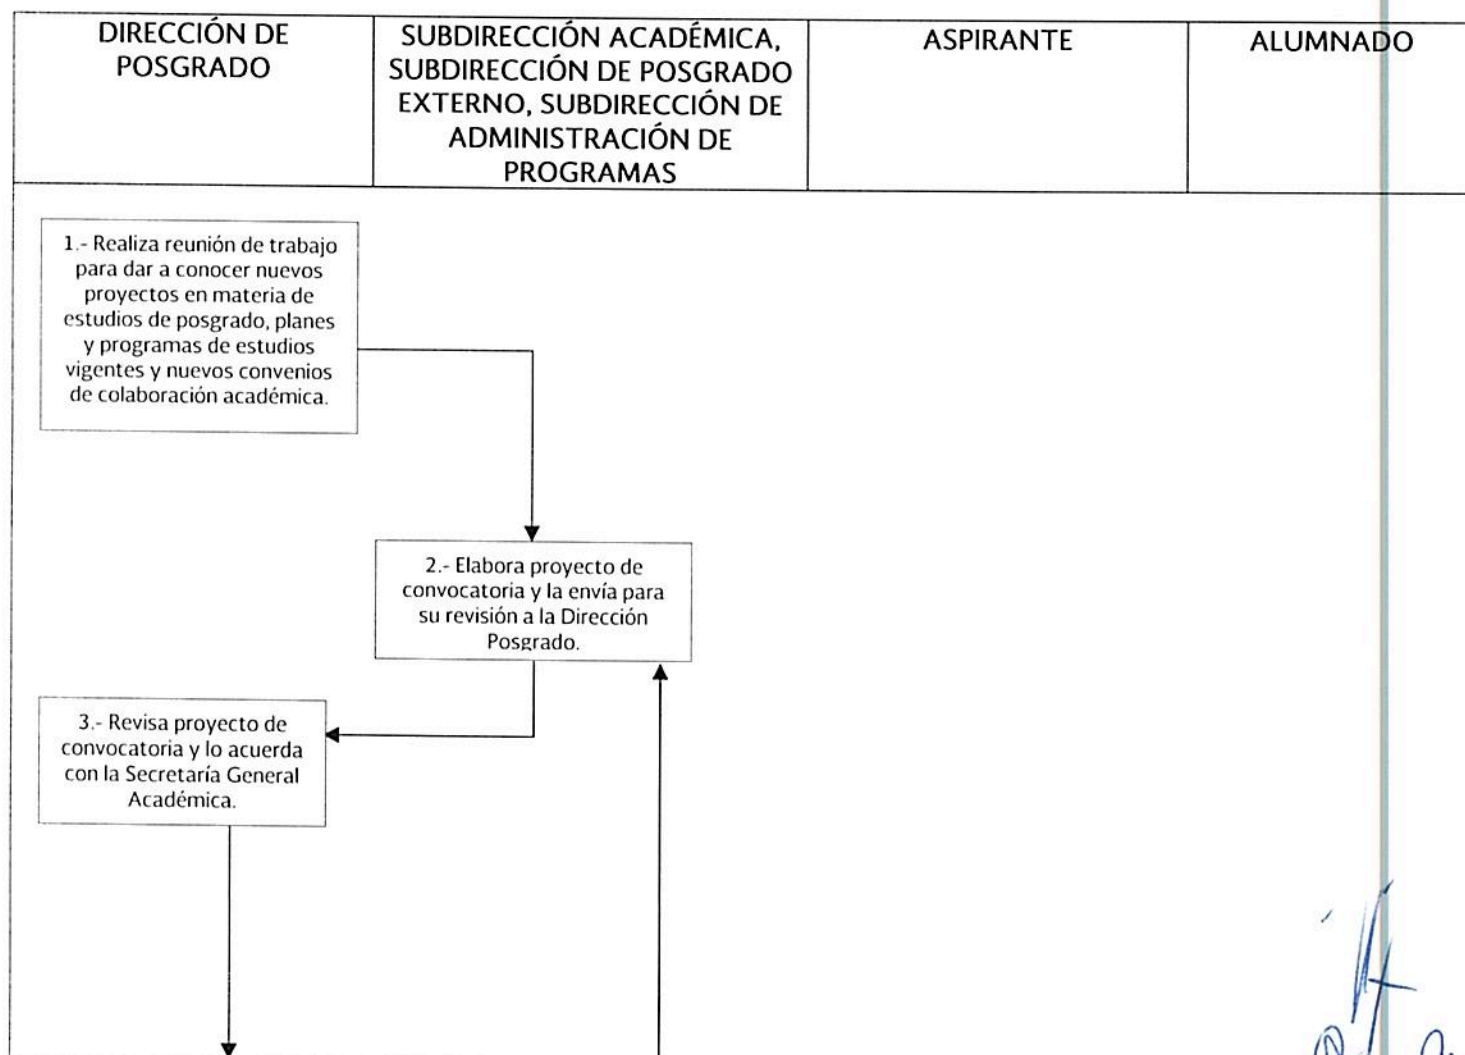 DIRECCIÓN DE
POSGRADO
SUBDIRECCIÓN ACADÉMICA,
SUBDIRECCIÓN DE POSGRADO
EXTERNO, SUBDIRECCIÓN DE
ADMINISTRACIÓN DE
PROGRAMAS
ASPIRANTE
ALUMNADO
1.- Realiza reunión de trabajo
para dar a conocer nuevos
proyectos en materia de
estudios de posgrado, planes
y programas de estudios
vigentes y nuevos convenios
de colaboración académica.
2.- Elabora proyecto de
convocatoria y la envía para
su revisión a la Dirección
Posgrado.
3.- Revisa proyecto de
convocatoria y lo acuerda
con la Secretaría General
Académica.